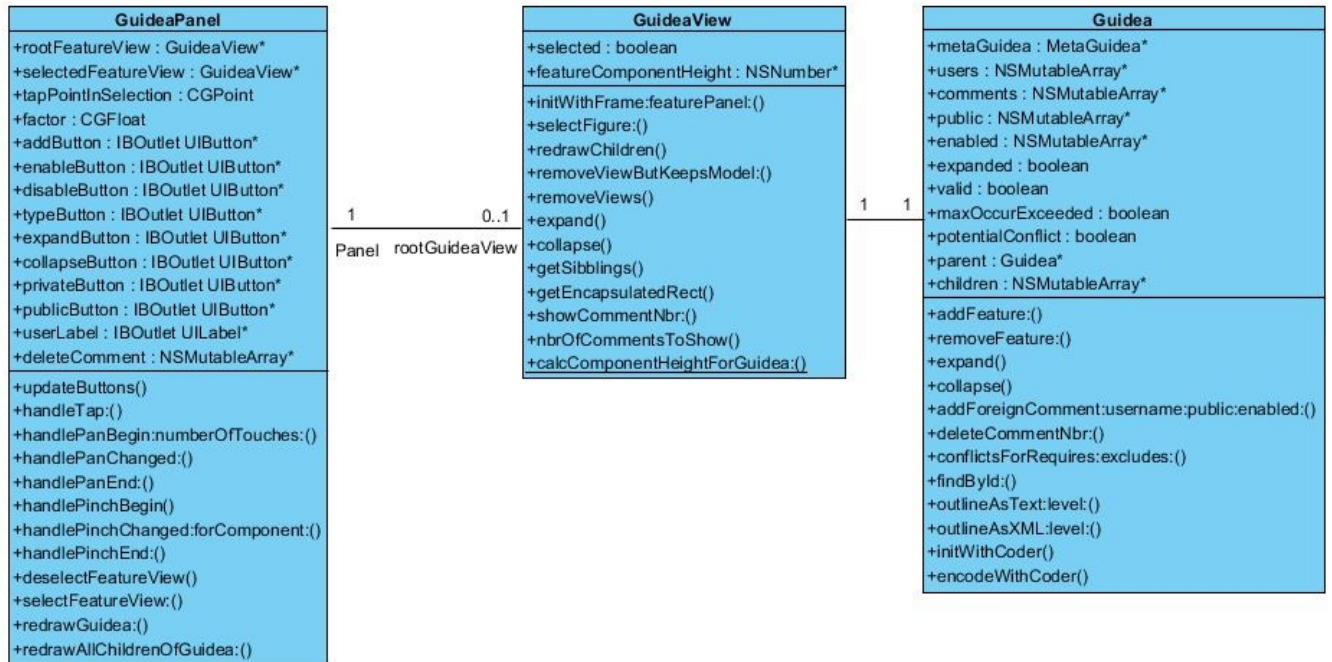 GuideaPanel
+rootFeatureView : GuideaView*
+selectedFeatureView : GuideaView*
+tapPointInSelection : CGPoint
+factor : CGFloat
+addButton : IBOutlet UIButton*
+enableButton : IBOutlet UIButton*
+disableButton : IBOutlet UIButton*
+typeButton : IBOutlet UIButton*
+expandButton : IBOutlet UIButton*
+collapseButton : IBOutlet UIButton*
+privateButton : IBOutlet UIButton*
+publicButton : IBOutlet UIButton*
+userLabel : IBOutlet UILabel*
+deleteComment : NSMutableArray*
+updateButtons()
+handleTap:()
+handlePanBegin:numberOfTouches:()
+handlePanChanged:()
+handlePanEnd:()
+handlePinchBegin()
+handlePinchChanged:forComponent:()
+handlePinchEnd:()
+deselectFeatureView()
+selectFeatureView:()
+redrawGuidea:()
+redrawAllChildrenOfGuidea:()
1
0..1
Panel
rootGuideaView
GuideaView
+selected : boolean
+featureComponentHeight : NSNumber*
+initWithFrame:featurePanel:()
+selectFigure:()
+redrawChildren()
+removeViewButKeepsModel:()
+removeViews()
+expand()
+collapse()
+getSibblings()
+getEncapsulatedRect()
+showCommentNbr:()
+nbrOfCommentsToShow()
+calcComponentHeightForGuidea:()
1
1
Guidea
+metaGuidea : MetaGuidea*
+users : NSMutableArray*
+comments : NSMutableArray*
+public : NSMutableArray*
+enabled : NSMutableArray*
+expanded : boolean
+valid : boolean
+maxOccurExceeded : boolean
+potentialConflict : boolean
+parent : Guidea*
+children : NSMutableArray*
+addFeature:()
+removeFeature:()
+expand()
+collapse()
+addForeignComment:username:public:enabled:()
+deleteCommentNbr:()
+conflictsForRequires:excludes:()
+findById:()
+outlineAsText:level:()
+outlineAsXML:level:()
+initWithCoder()
+encodeWithCoder()